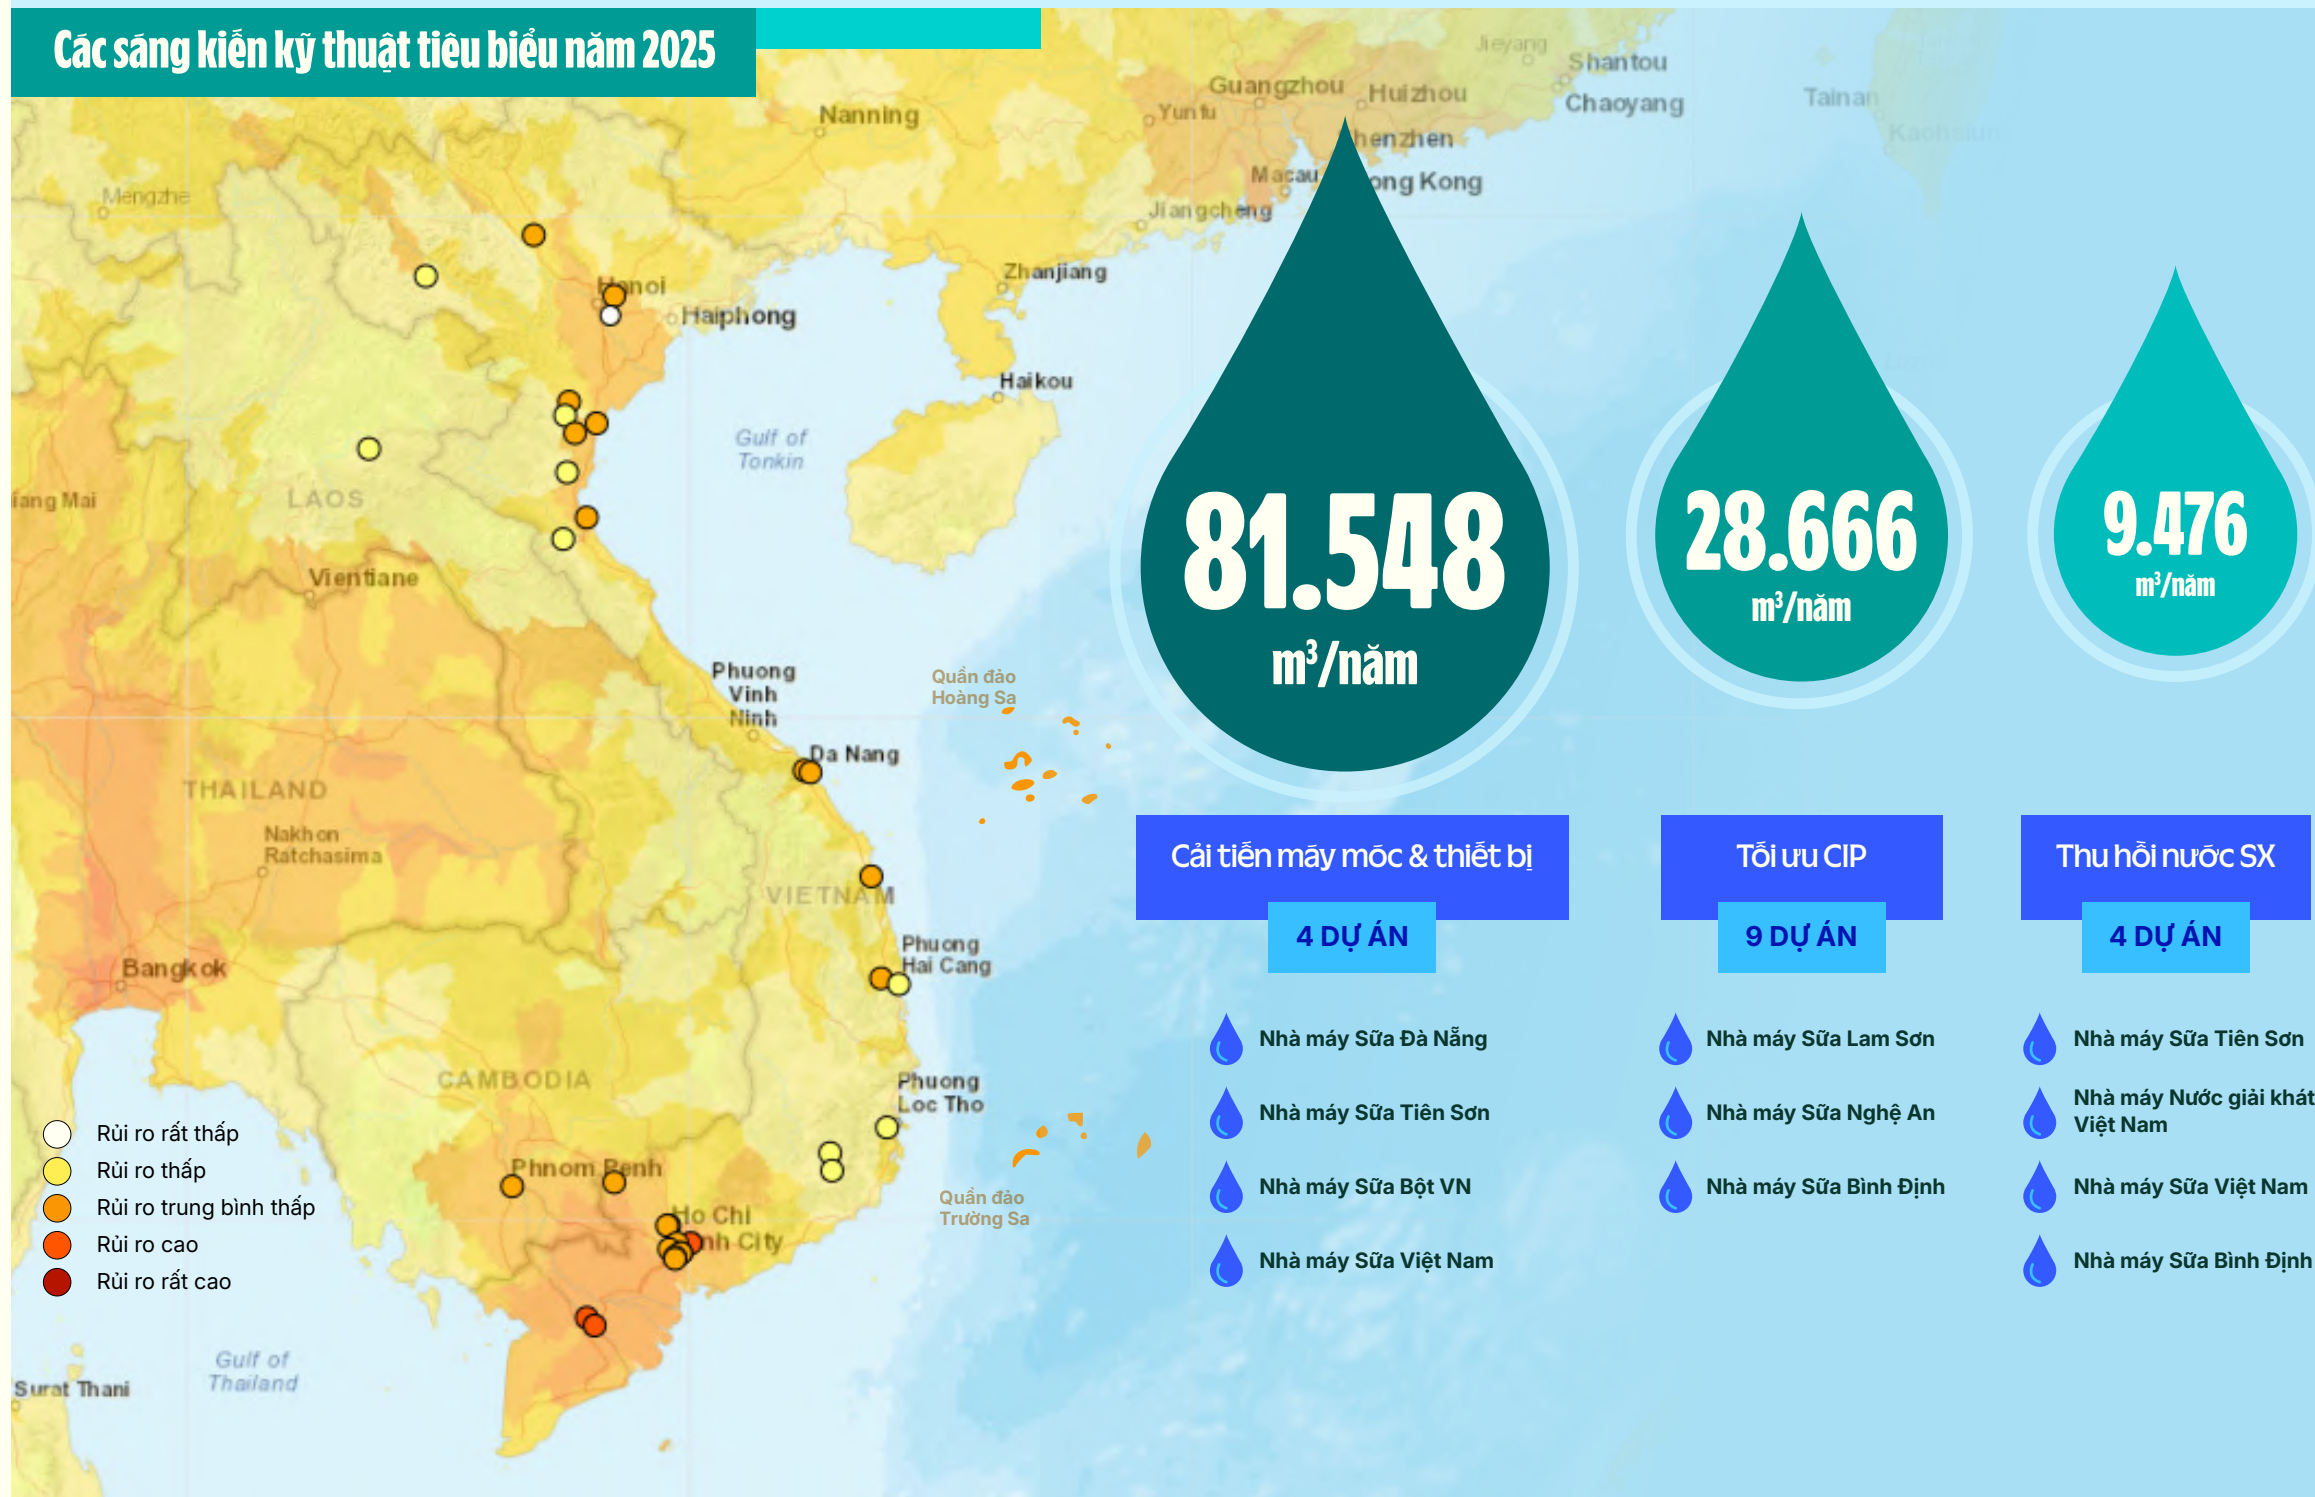 Các sáng kiến kỹ thuật tiêu biểu năm 2025
Mengzhe
Nanning
Guangzhou
Yunfu
Huizhou
Jieyang
Shantou
Chaoyang
Tainan
henzhen
Macau
ong Kong
Jiangcheng
Hanoi
Haiphong
Zhanjiang
Haikou
Gulf of
Tonkin
iang Mai
LAOS
Vientiane
Phuong
Vinh
Ninh
Quần đảo
Hoàng Sa
Da Nang
THAILAND
Nakhon
Ratchasima
VIETNAM
Bangkok
Phuong
Hai Cang
CAMBODIA
Phuong
Loc Tho
Phnom Penh
Ho Chi
nh City
Quần đảo
Trường Sa
Gulf of
Thailand
Surat Thani
Rủi ro rất thấp
Rủi ro thấp
Rủi ro trung bình thấp
Rủi ro cao
Rủi ro rất cao
81.548
m³/năm
Cải tiến máy móc & thiết bị
4 DỰ ÁN
Nhà máy Sữa Đà Nẵng
Nhà máy Sữa Tiên Sơn
Nhà máy Sữa Bột VN
Nhà máy Sữa Việt Nam
28.666
m³/năm
Tối ưu CIP
9 DỰ ÁN
Nhà máy Sữa Lam Sơn
Nhà máy Sữa Nghệ An
Nhà máy Sữa Bình Định
9.476
m³/năm
Thu hồi nước SX
4 DỰ ÁN
Nhà máy Sữa Tiên Sơn
Nhà máy Nước giải khát
Việt Nam
Nhà máy Sữa Việt Nam
Nhà máy Sữa Bình Định